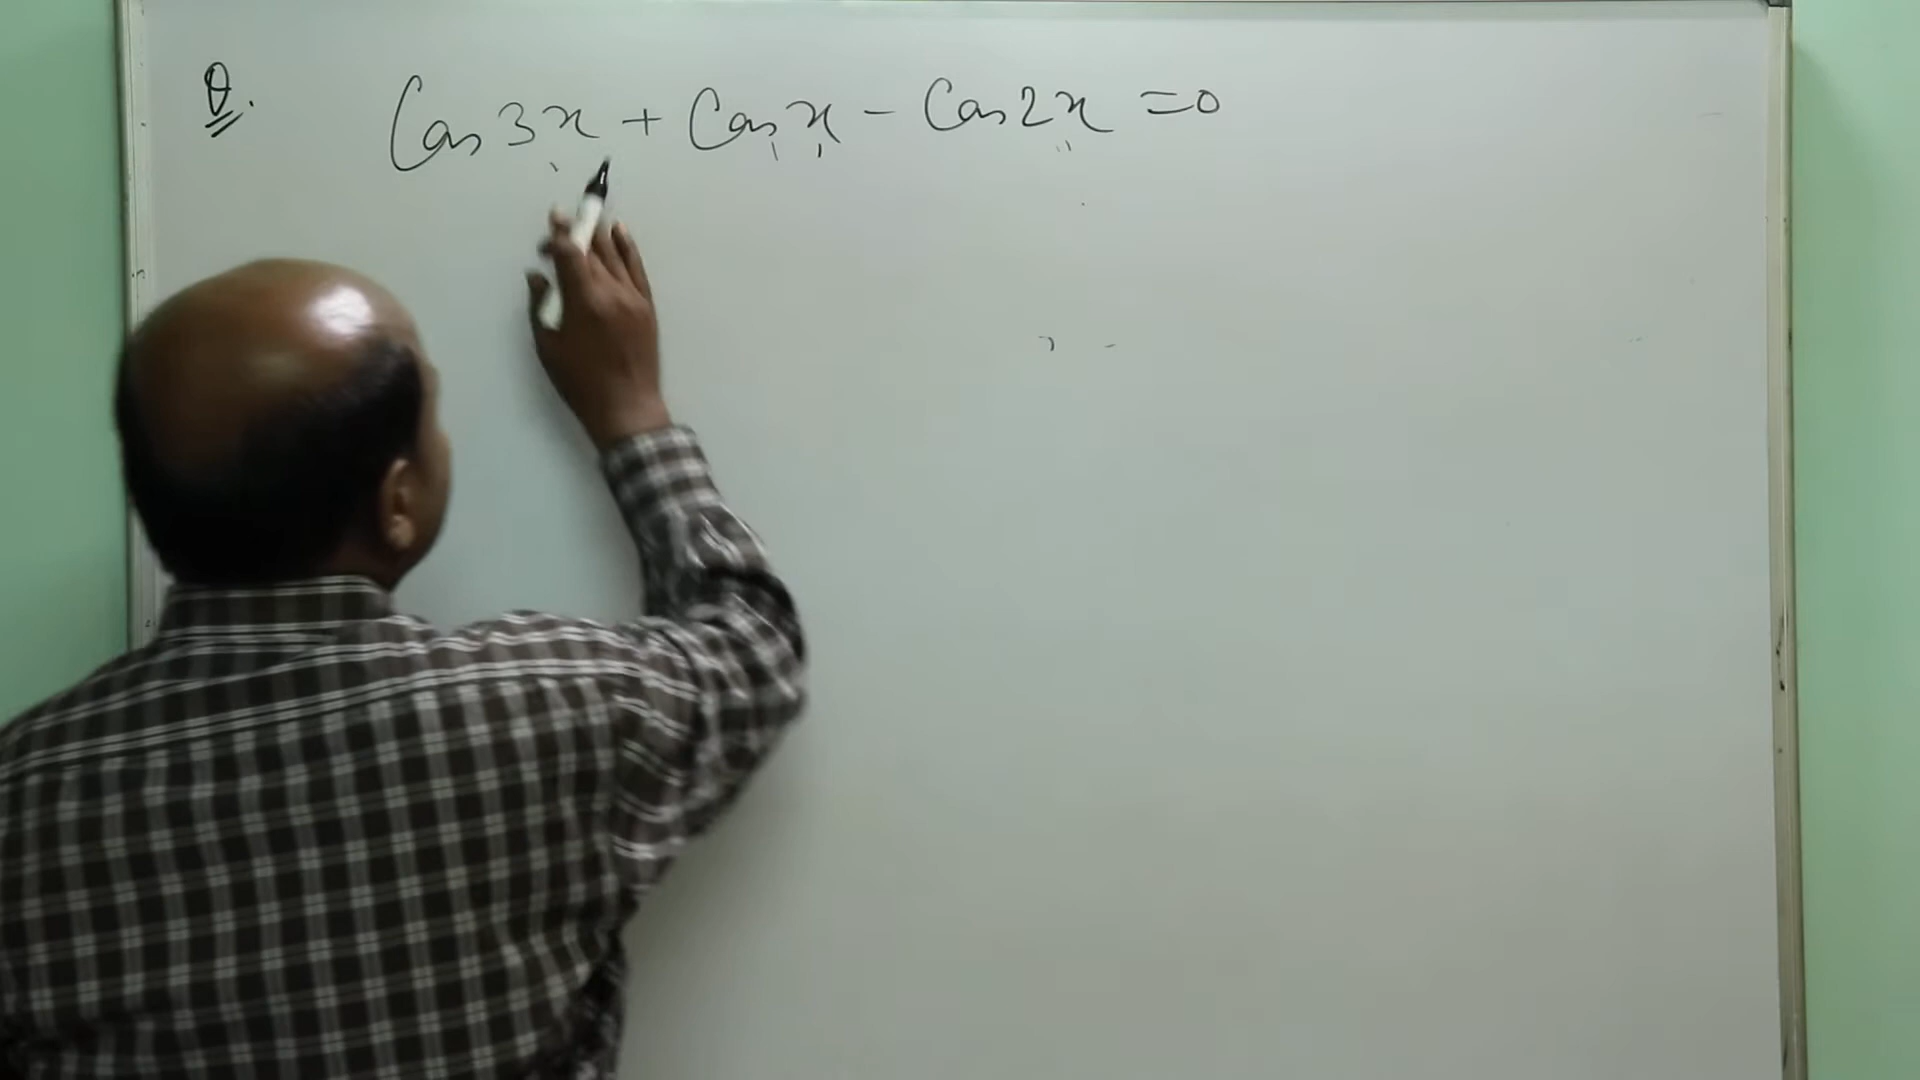 Q. Cos 3x + Cos x - Cos 2x = 0